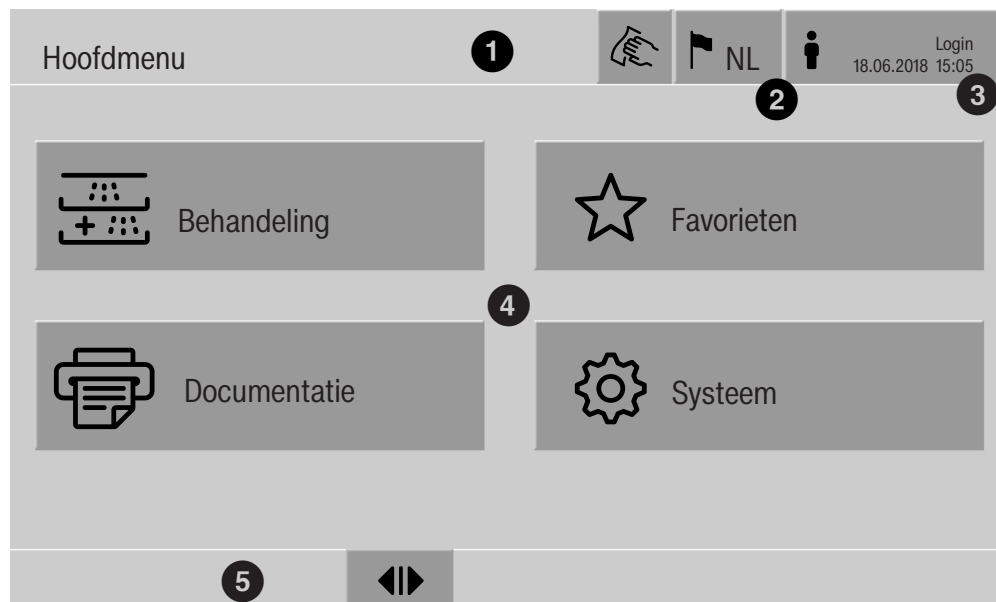 Hoofdmenu
1
NL
Login
18.06.2018 15:05
2
3
Behandeling
Favorieten
4
Documentatie
Systeem
5